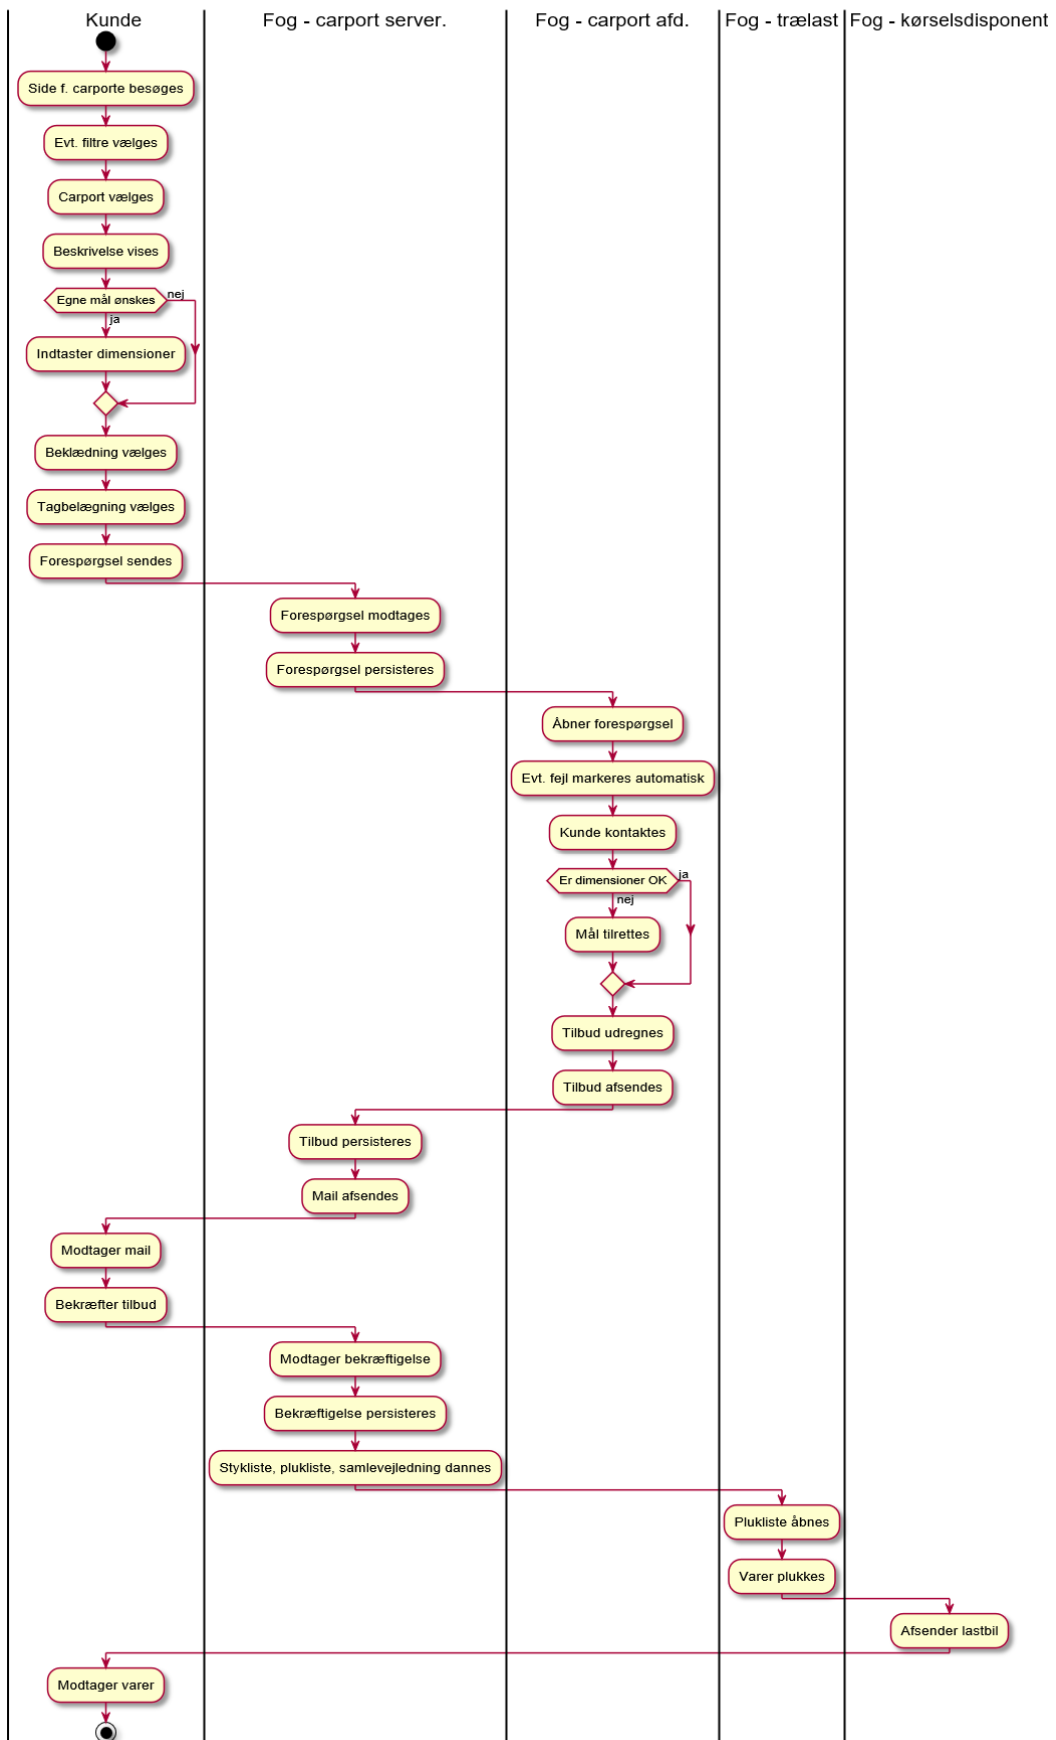 Kunde
Fog - carport server.
Fog - carport afd.
Fog - trælast
Fog - kørselsdisponent
Side f. carporte besøges
Evt. filtre vælges
Carport vælges
Beskrivelse vises
Egne mål ønskes
nej
ja
Indtaster dimensioner
Beklædning vælges
Tagbelægning vælges
Forespørgsel sendes
Forespørgsel modtages
Forespørgsel persisteres
Åbner forespørgsel
Evt. fejl markeres automatisk
Kunde kontaktes
Er dimensioner OK
ja
nej
Mål tilrettes
Tilbud udregnes
Tilbud afsendes
Tilbud persisteres
Mail afsendes
Modtager mail
Bekræfter tilbud
Modtager bekræftigelse
Bekræftigelse persisteres
Stykliste, plukliste, samlevejledning dannes
Plukliste åbnes
Varer plukkes
Afsender lastbil
Modtager varer